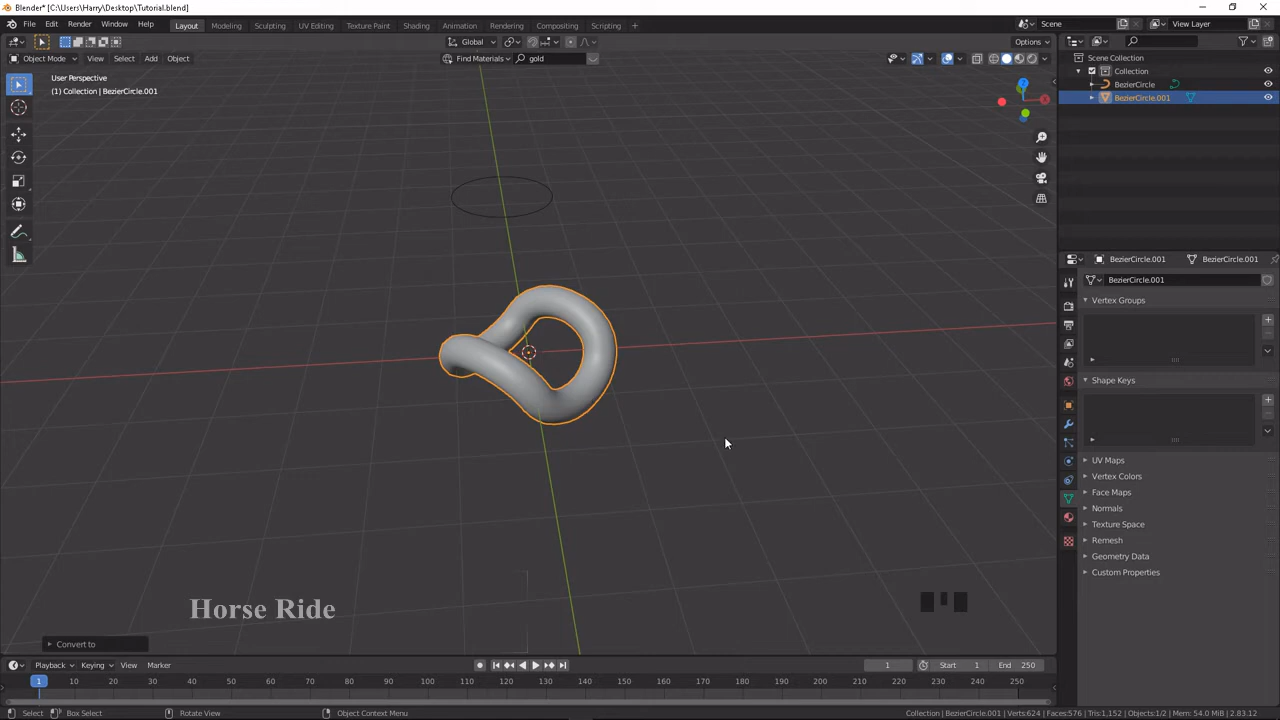 Blender* [C:\Users\Harry\Desktop\Tutorial.blend]
File Edit Render Window Help Layout Modeling Sculpting UV Editing Texture Paint Shading Animation Rendering Compositing Scripting + Scene View Layer
Global Options
Object Mode View Select Add Object Find Materials gold
User Perspective
(1) Collection | BezierCircle.001
Scene Collection
Collection
BezierCircle
BezierCircle.001
BezierCircle.001 BezierCircle.001
BezierCircle.001
Vertex Groups
Shape Keys
UV Maps
Vertex Colors
Face Maps
Normals
Texture Space
Remesh
Geometry Data
Custom Properties
Horse Ride
Convert to
Playback Keying View Marker 1 Start 1 End 250
1 10 20 30 40 50 60 70 80 90 100 110 120 130 140 150 160 170 180 190 200 210 220 230 240 250
Select Box Select Rotate View Object Context Menu Collection | BezierCircle.001 | Verts:624 | Faces:576 | Tris:1,152 | Objects:1/2 | Mem: 54.0 MiB | 2.83.12